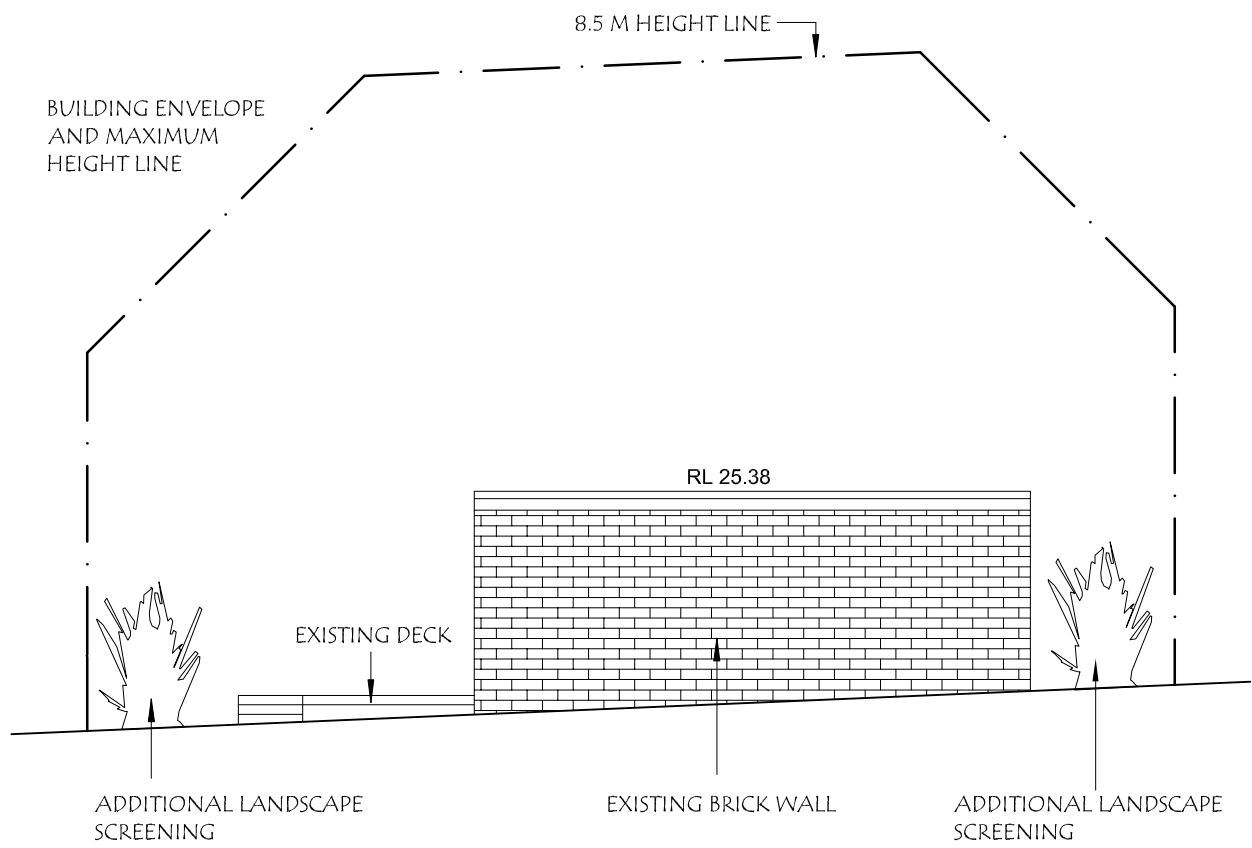 8.5 M HEIGHT LINE
BUILDING ENVELOPE
AND MAXIMUM
HEIGHT LINE
RL 25.38
EXISTING DECK
ADDITIONAL LANDSCAPE
SCREENING
EXISTING BRICK WALL
ADDITIONAL LANDSCAPE
SCREENING